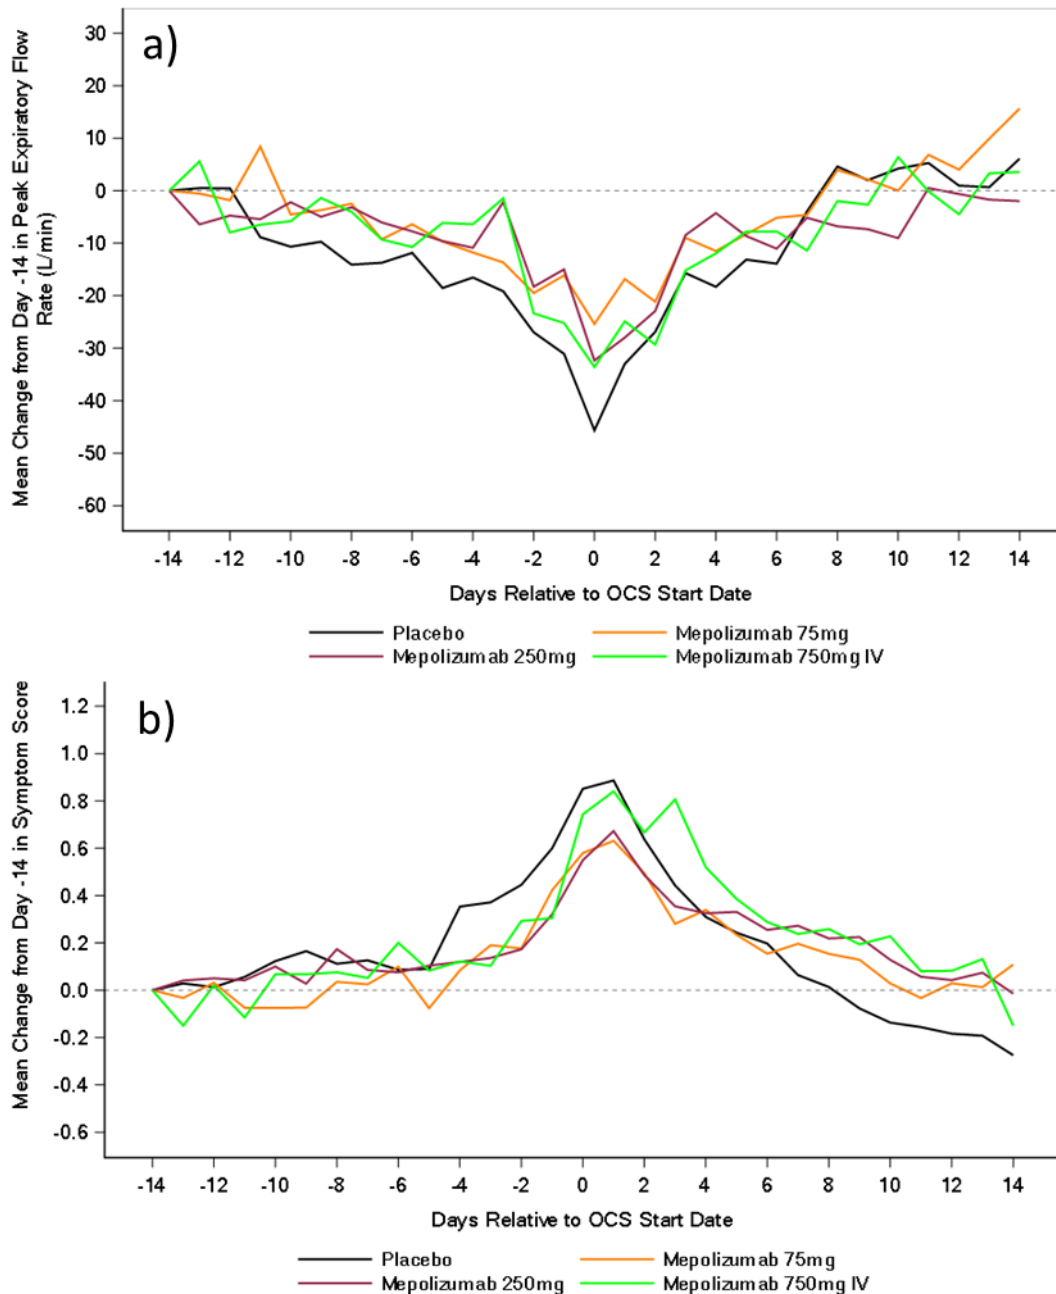 a)
Mean Change from Day -14 in Peak Expiratory Flow
Rate (L/min)
30
20
10
0
-10
-20
-30
-40
-50
-60
-14 -12 -10 -8 -6 -4 -2 0 2 4 6 8 10 12 14
Days Relative to OCS Start Date
Placebo Mepolizumab 75mg
Mepolizumab 250mg Mepolizumab 750mg IV
b)
Mean Change from Day -14 in Symptom Score
1.2
1.0
0.8
0.6
0.4
0.2
0.0
-0.2
-0.4
-0.6
-14 -12 -10 -8 -6 -4 -2 0 2 4 6 8 10 12 14
Days Relative to OCS Start Date
Placebo Mepolizumab 75mg
Mepolizumab 250mg Mepolizumab 750mg IV